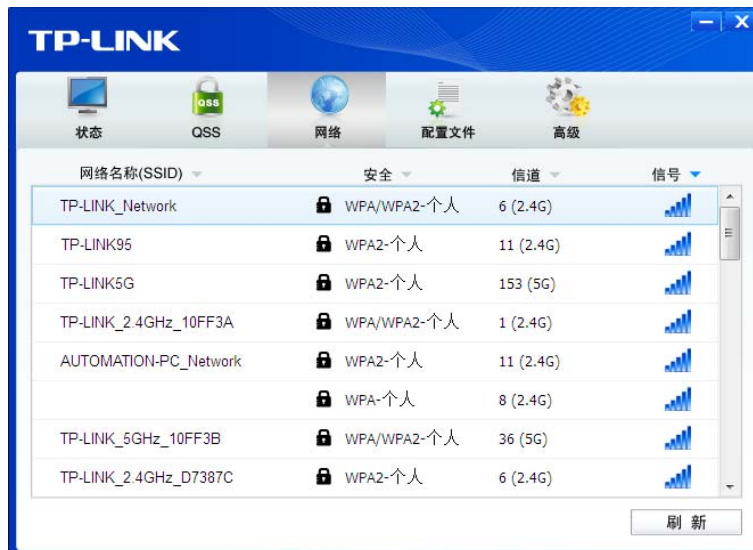 TP-LINK
QSS
状态 QSS 网络 配置文件 高级
网络名称(SSID) 安全 信道 信号
TP-LINK_Network WPA/WPA2-个人 6 (2.4G)
TP-LINK95 WPA2-个人 11 (2.4G)
TP-LINK5G WPA2-个人 153 (5G)
TP-LINK_2.4GHz_10FF3A WPA/WPA2-个人 1 (2.4G)
AUTOMATION-PC_Network WPA2-个人 11 (2.4G)
WPA-个人 8 (2.4G)
TP-LINK_5GHz_10FF3B WPA/WPA2-个人 36 (5G)
TP-LINK_2.4GHz_D7387C WPA2-个人 6 (2.4G)
刷 新